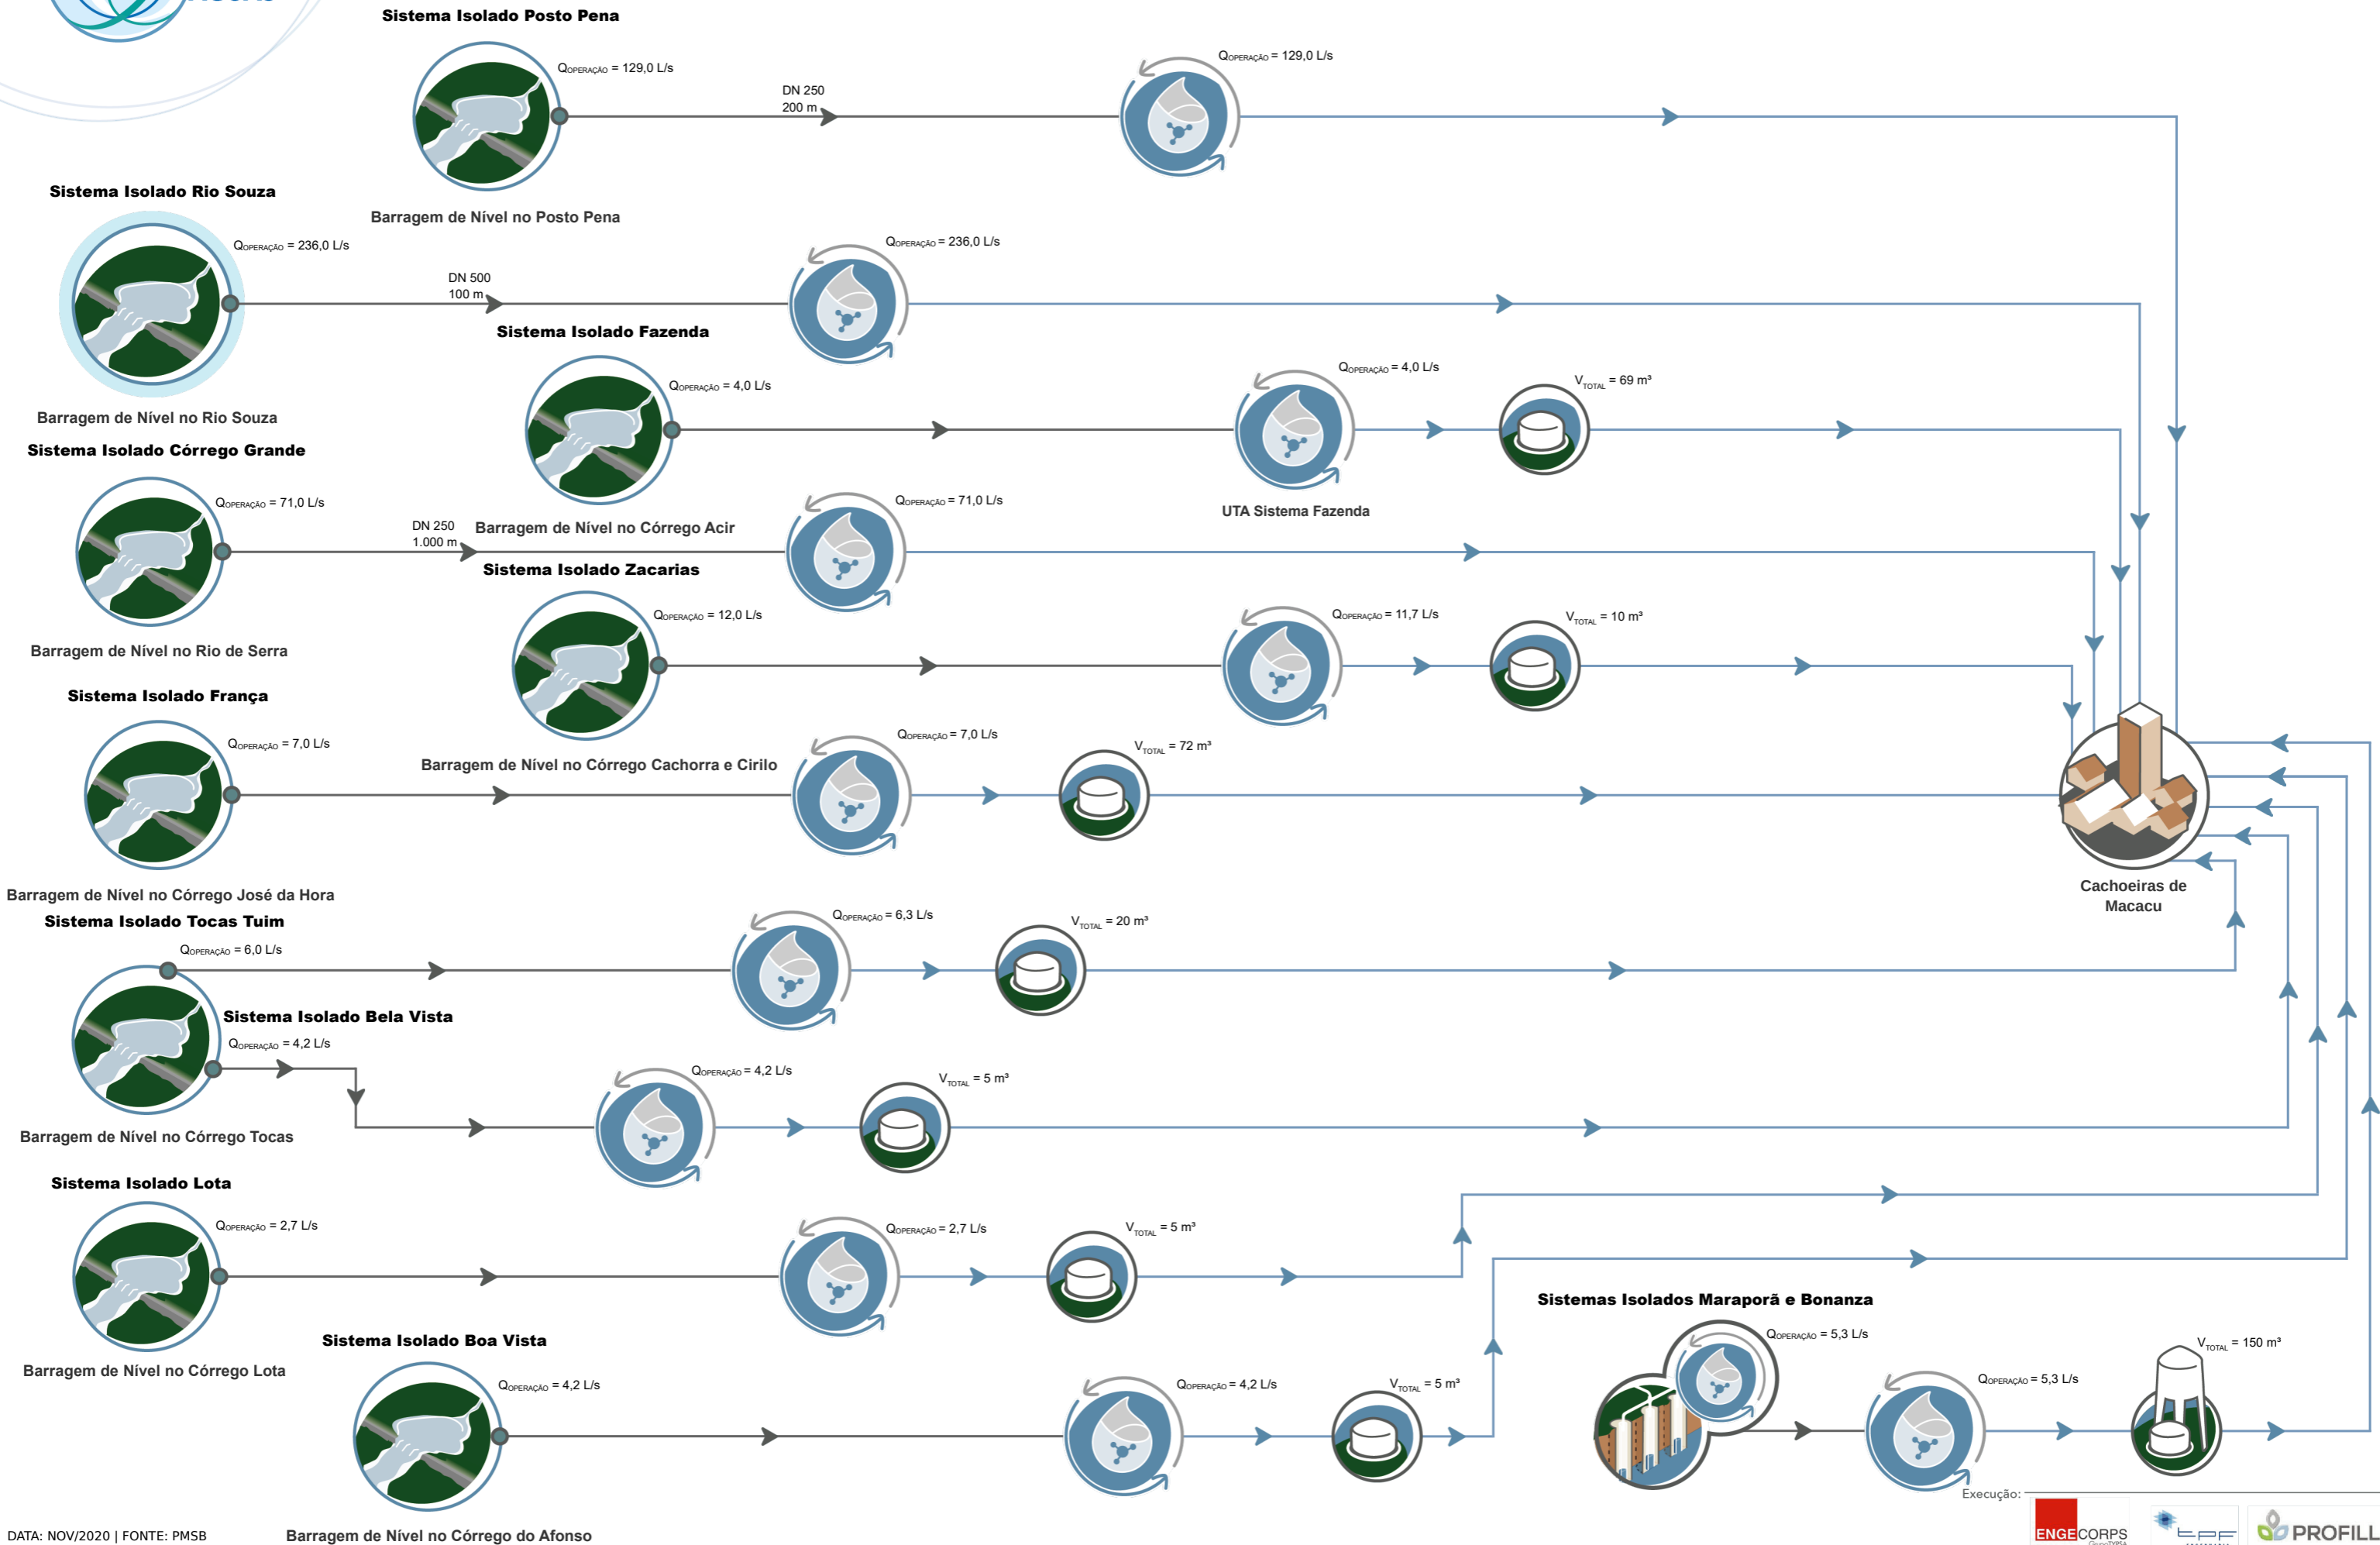 Sistema Isolado Posto Pena
QOPERAÇÃO = 129,0 L/s
DN 250
200 m
QOPERAÇÃO = 129,0 L/s
Barragem de Nível no Posto Pena
Sistema Isolado Rio Souza
QOPERAÇÃO = 236,0 L/s
DN 500
100 m
QOPERAÇÃO = 236,0 L/s
Barragem de Nível no Rio Souza
Sistema Isolado Fazenda
QOPERAÇÃO = 4,0 L/s
QOPERAÇÃO = 4,0 L/s
VTOTAL = 69 m³
Barragem de Nível no Córrego Acir
UTA Sistema Fazenda
Sistema Isolado Córrego Grande
QOPERAÇÃO = 71,0 L/s
DN 250
1.000 m
QOPERAÇÃO = 71,0 L/s
Barragem de Nível no Rio de Serra
Sistema Isolado Zacarias
QOPERAÇÃO = 12,0 L/s
QOPERAÇÃO = 11,7 L/s
VTOTAL = 10 m³
Barragem de Nível no Córrego Cachorra e Cirilo
Sistema Isolado França
QOPERAÇÃO = 7,0 L/s
QOPERAÇÃO = 7,0 L/s
VTOTAL = 72 m³
Barragem de Nível no Córrego José da Hora
Cachoeiras de
Macacu
Sistema Isolado Tocas Tuim
QOPERAÇÃO = 6,0 L/s
QOPERAÇÃO = 6,3 L/s
VTOTAL = 20 m³
Sistema Isolado Bela Vista
QOPERAÇÃO = 4,2 L/s
QOPERAÇÃO = 4,2 L/s
VTOTAL = 5 m³
Barragem de Nível no Córrego Tocas
Sistema Isolado Lota
QOPERAÇÃO = 2,7 L/s
QOPERAÇÃO = 2,7 L/s
VTOTAL = 5 m³
Barragem de Nível no Córrego Lota
Sistema Isolado Boa Vista
QOPERAÇÃO = 4,2 L/s
QOPERAÇÃO = 4,2 L/s
VTOTAL = 5 m³
Barragem de Nível no Córrego do Afonso
Sistemas Isolados Maraporã e Bonanza
QOPERAÇÃO = 5,3 L/s
QOPERAÇÃO = 5,3 L/s
VTOTAL = 150 m³
Execução:
ENGECORPS
tpf
PROFILL
DATA: NOV/2020 | FONTE: PMSB